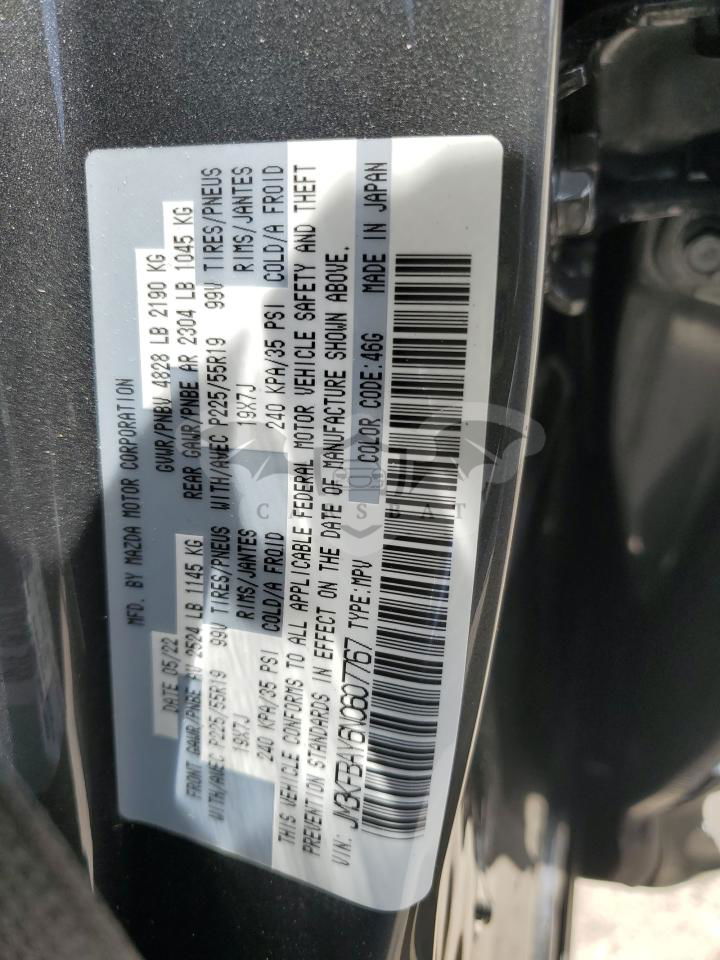 MFD. BY MAZDA MOTOR CORPORATION
DATE 05/22 GVWR/PNBV 4828 LB 2190 KG
FRONT GAWR/PNBE AV 2524 LB 1145 KG REAR GAWR/PNBE AR 2304 LB 1045 KG
WITH/AVEC P225/55R19 99V TIRES/PNEUS WITH/AVEC P225/55R19 99V TIRES/PNEUS
19X7J RIMS/JANTES 19X7J RIMS/JANTES
240 KPA/35 PSI COLD/A FROID 240 KPA/35 PSI COLD/A FROID
THIS VEHICLE CONFORMS TO ALL APPLICABLE FEDERAL MOTOR VEHICLE SAFETY AND THEFT
PREVENTION STANDARDS IN EFFECT ON THE DATE OF MANUFACTURE SHOWN ABOVE.
VIN: JM3KFBAY6N0607767 TYPE:MPV COLOR CODE:46G MADE IN JAPAN